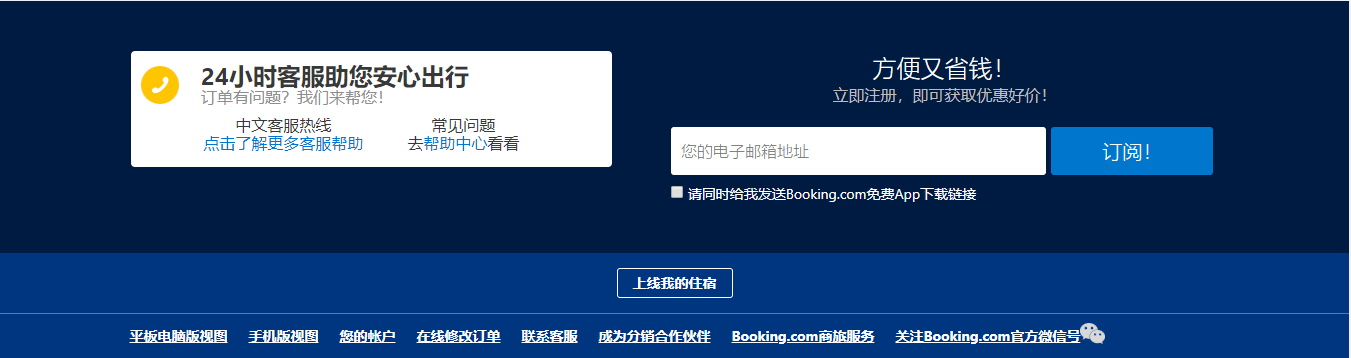 24小时客服助您安心出行
订单有问题？我们来帮您！
中文客服热线 常见问题
点击了解更多客服帮助 去帮助中心看看
方便又省钱！
立即注册，即可获取优惠好价！
您的电子邮箱地址 订阅！
请同时给我发送Booking.com免费App下载链接
上线我的住宿
平板电脑版视图 手机版视图 您的帐户 在线修改订单 联系客服 成为分销合作伙伴 Booking.com商旅服务 关注Booking.com官方微信号